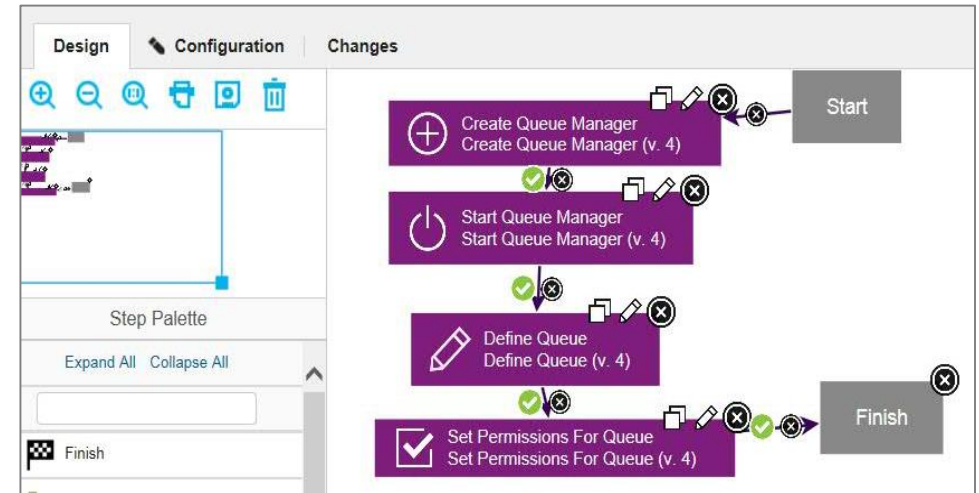 Design
Configuration
Changes
Start
Create Queue Manager
Create Queue Manager (v. 4)
Start Queue Manager
Start Queue Manager (v. 4)
Step Palette
Define Queue
Define Queue (v. 4)
Expand All Collapse All
Finish
Set Permissions For Queue
Set Permissions For Queue (v. 4)
Finish